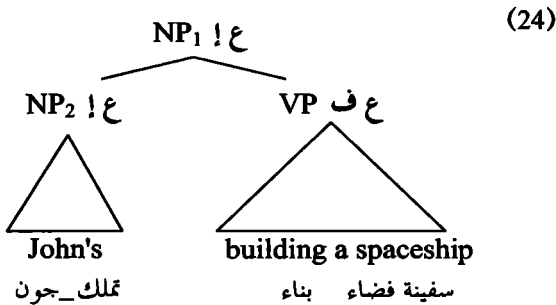 (24)
NP₁ ع إ
NP₂ ع إ VP ع ف
John's building a spaceship
تملك_جون بناء سفينة فضاء